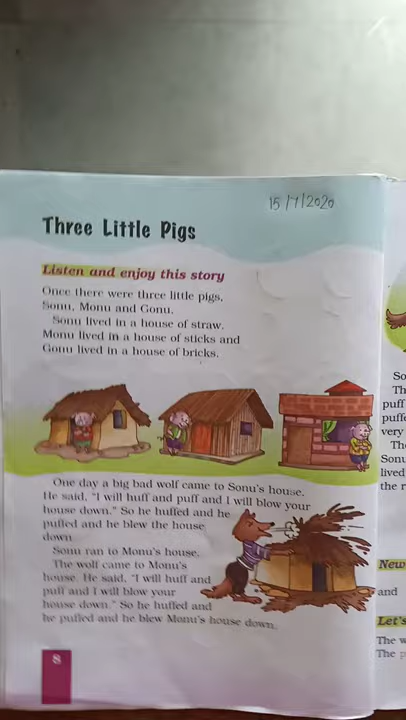 15/7/2020
Three Little Pigs
Listen and enjoy this story
Once there were three little pigs,
Sonu, Monu and Gonu.
Sonu lived in a house of straw.
Monu lived in a house of sticks and
Gonu lived in a house of bricks.
One day a big bad wolf came to Sonu's house.
He said, "I will huff and puff and I will blow your
house down." So he huffed and he
puffed and he blew the house
down.
Sonu ran to Monu's house.
The wolf came to Monu's
house. He said, "I will huff and
puff and I will blow your
house down." So he huffed and
he puffed and he blew Monu's house down.
8
So
Th
puff
puffe
very
The
Sonu
lived
the r
New
and
Let's
The w
The p